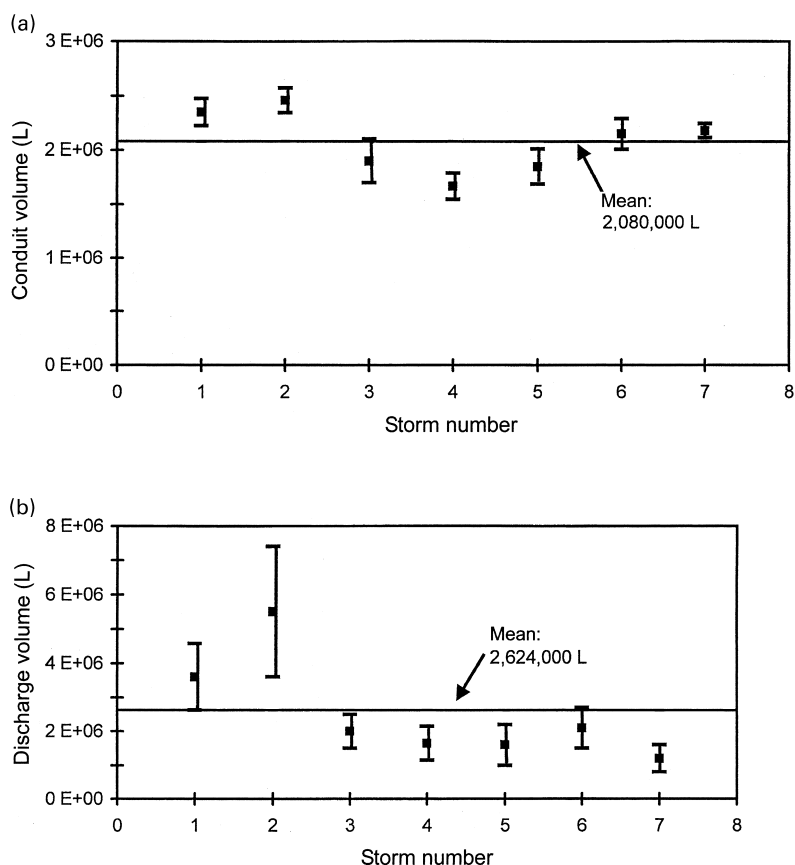 (a)
3 E+06
2 E+06
1 E+06
0 E+00
Conduit volume (L)
Mean:
2,080,000 L
0 1 2 3 4 5 6 7 8
Storm number
(b)
8 E+06
6 E+06
4 E+06
2 E+06
0 E+00
Discharge volume (L)
Mean:
2,624,000 L
0 1 2 3 4 5 6 7 8
Storm number